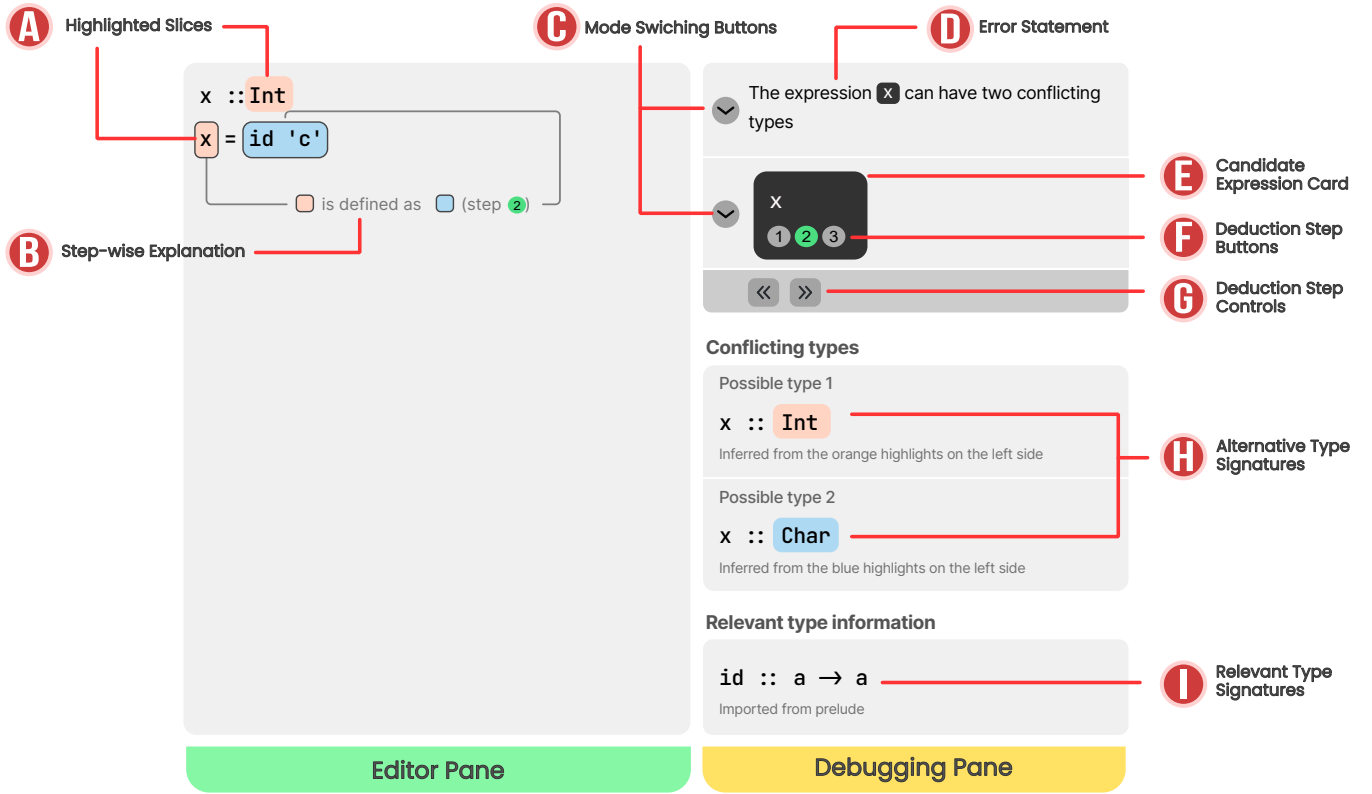 A Highlighted Slices
C Mode Swiching Buttons
D Error Statement
x :: Int
x = id 'c'
is defined as (step 2)
B Step-wise Explanation
The expression x can have two conflicting
types
x
1 2 3
E Candidate
Expression Card
F Deduction Step
Buttons
G Deduction Step
Controls
Conflicting types
Possible type 1
x :: Int
Inferred from the orange highlights on the left side
Possible type 2
x :: Char
Inferred from the blue highlights on the left side
H Alternative Type
Signatures
Relevant type information
id :: a → a
Imported from prelude
I Relevant Type
Signatures
Editor Pane
Debugging Pane